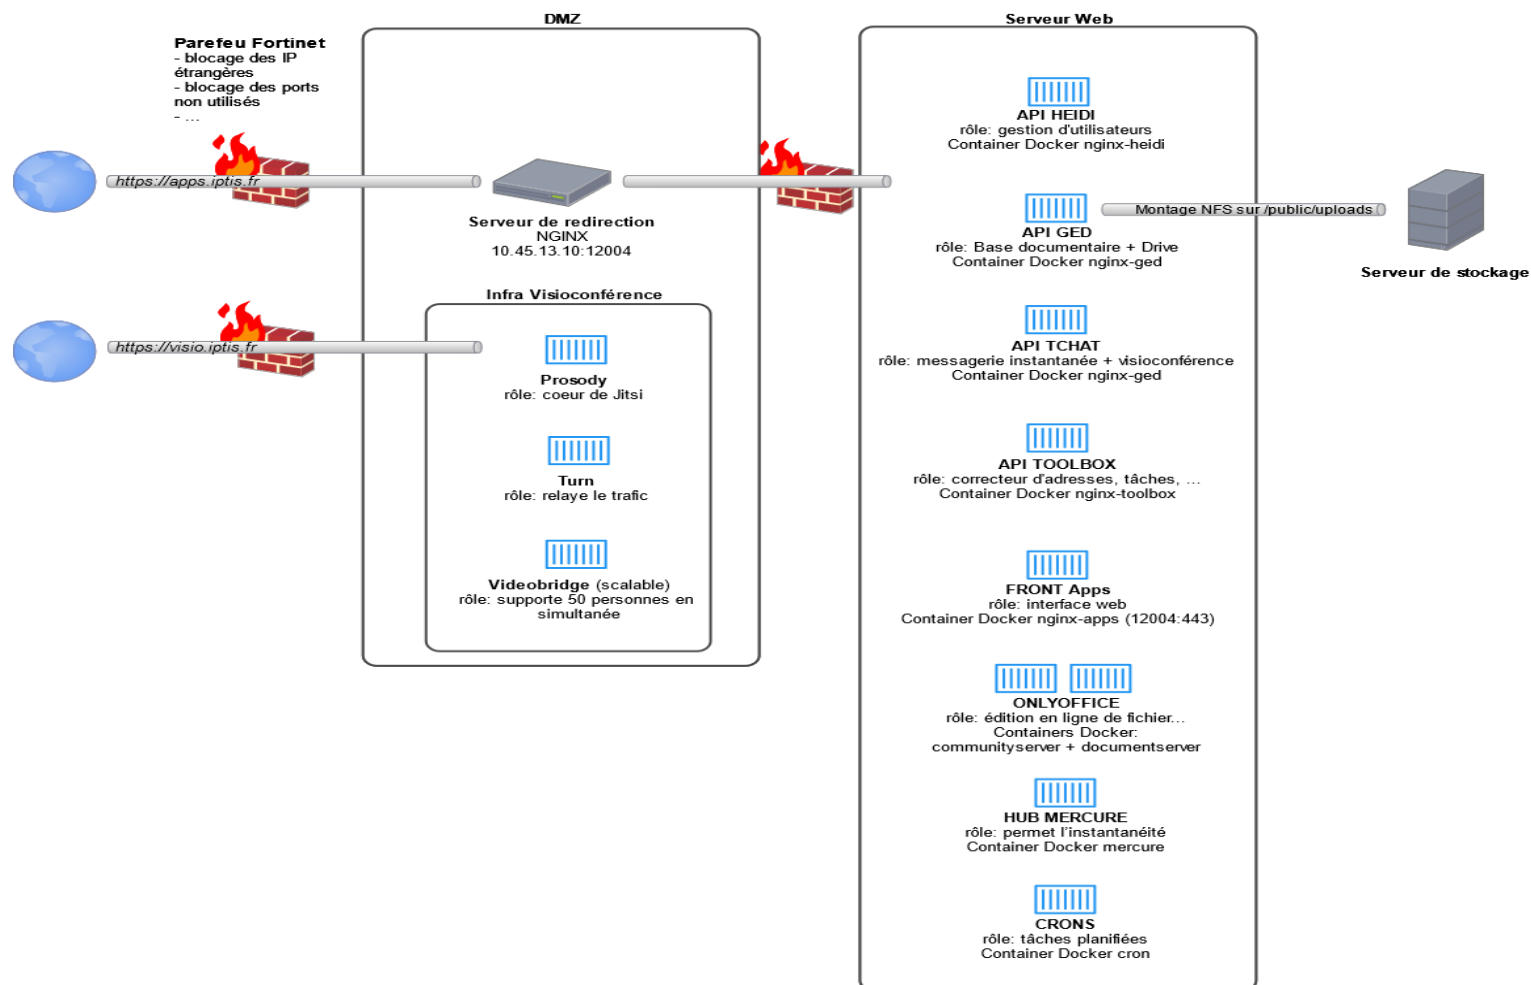 DMZ
Serveur Web
Parefeu Fortinet
- blocage des IP
étrangères
- blocage des ports
non utilisés
- ...
https://apps.iptis.fr
Serveur de redirection
NGINX
10.45.13.10:12004
Infra Visioconférence
https://visio.iptis.fr
Prosody
rôle: coeur de Jitsi
Turn
rôle: relaye le trafic
Videobridge (scalable)
rôle: supporte 50 personnes en
simultanée
API HEIDI
rôle: gestion d'utilisateurs
Container Docker nginx-heidi
API GED
rôle: Base documentaire + Drive
Container Docker nginx-ged
Montage NFS sur /public/uploads
Serveur de stockage
API TCHAT
rôle: messagerie instantanée + visioconférence
Container Docker nginx-ged
API TOOLBOX
rôle: correcteur d'adresses, tâches, ...
Container Docker nginx-toolbox
FRONT Apps
rôle: interface web
Container Docker nginx-apps (12004:443)
ONLYOFFICE
rôle: édition en ligne de fichier...
Containers Docker:
communityserver + documentserver
HUB MERCURE
rôle: permet l'instantanéité
Container Docker mercure
CRONS
rôle: tâches planifiées
Container Docker cron